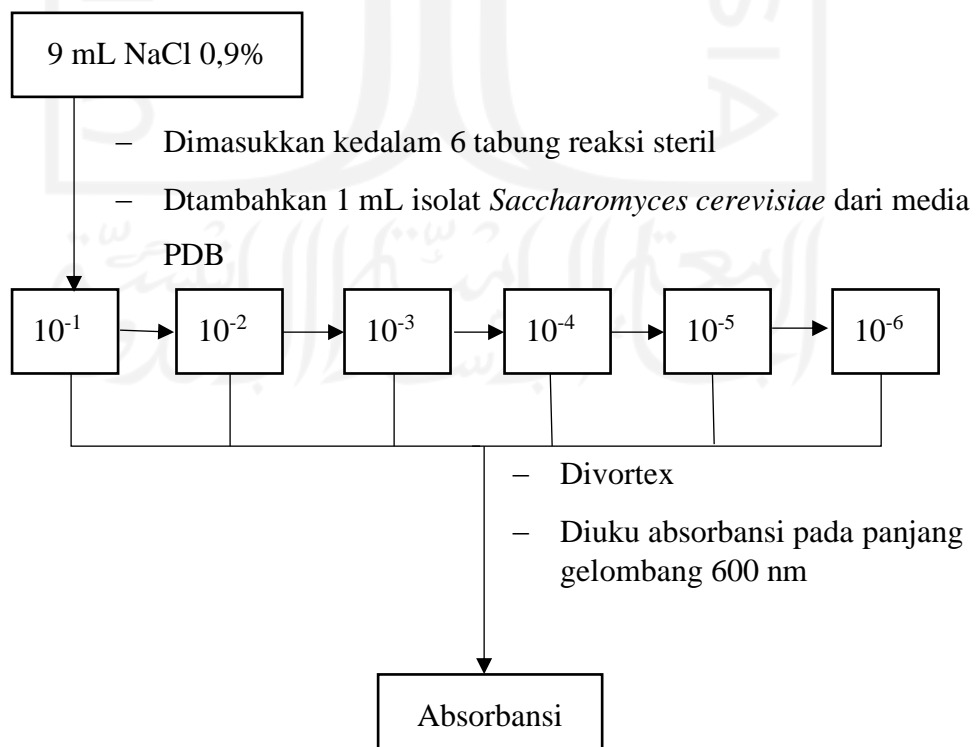 9 mL NaCl 0,9%
– Dimasukkan kedalam 6 tabung reaksi steril
– Dtambahkan 1 mL isolat Saccharomyces cerevisiae dari media
PDB
10⁻¹ 10⁻² 10⁻³ 10⁻⁴ 10⁻⁵ 10⁻⁶
– Divortex
– Diuku absorbansi pada panjang
gelombang 600 nm
Absorbansi